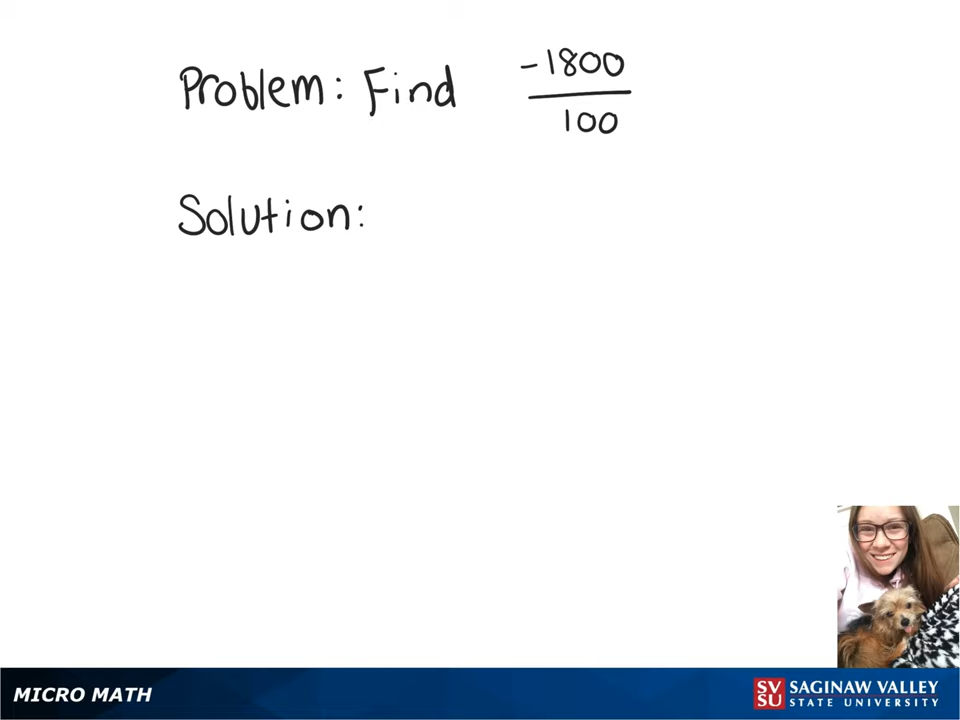 Problem: Find -1800
100
Solution:
MICRO MATH
SV SU SAGINAW VALLEY
STATE UNIVERSITY